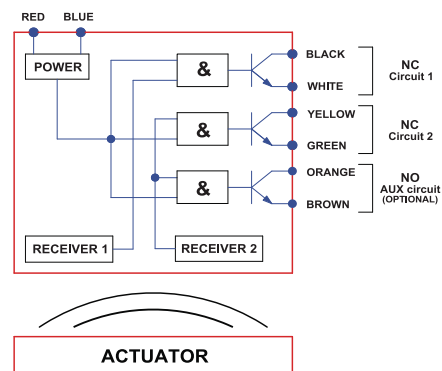 RED BLUE
POWER
&
BLACK
WHITE
NC
Circuit 1
&
YELLOW
GREEN
NC
Circuit 2
&
ORANGE
BROWN
NO
AUX circuit
(OPTIONAL)
RECEIVER 1
RECEIVER 2
ACTUATOR